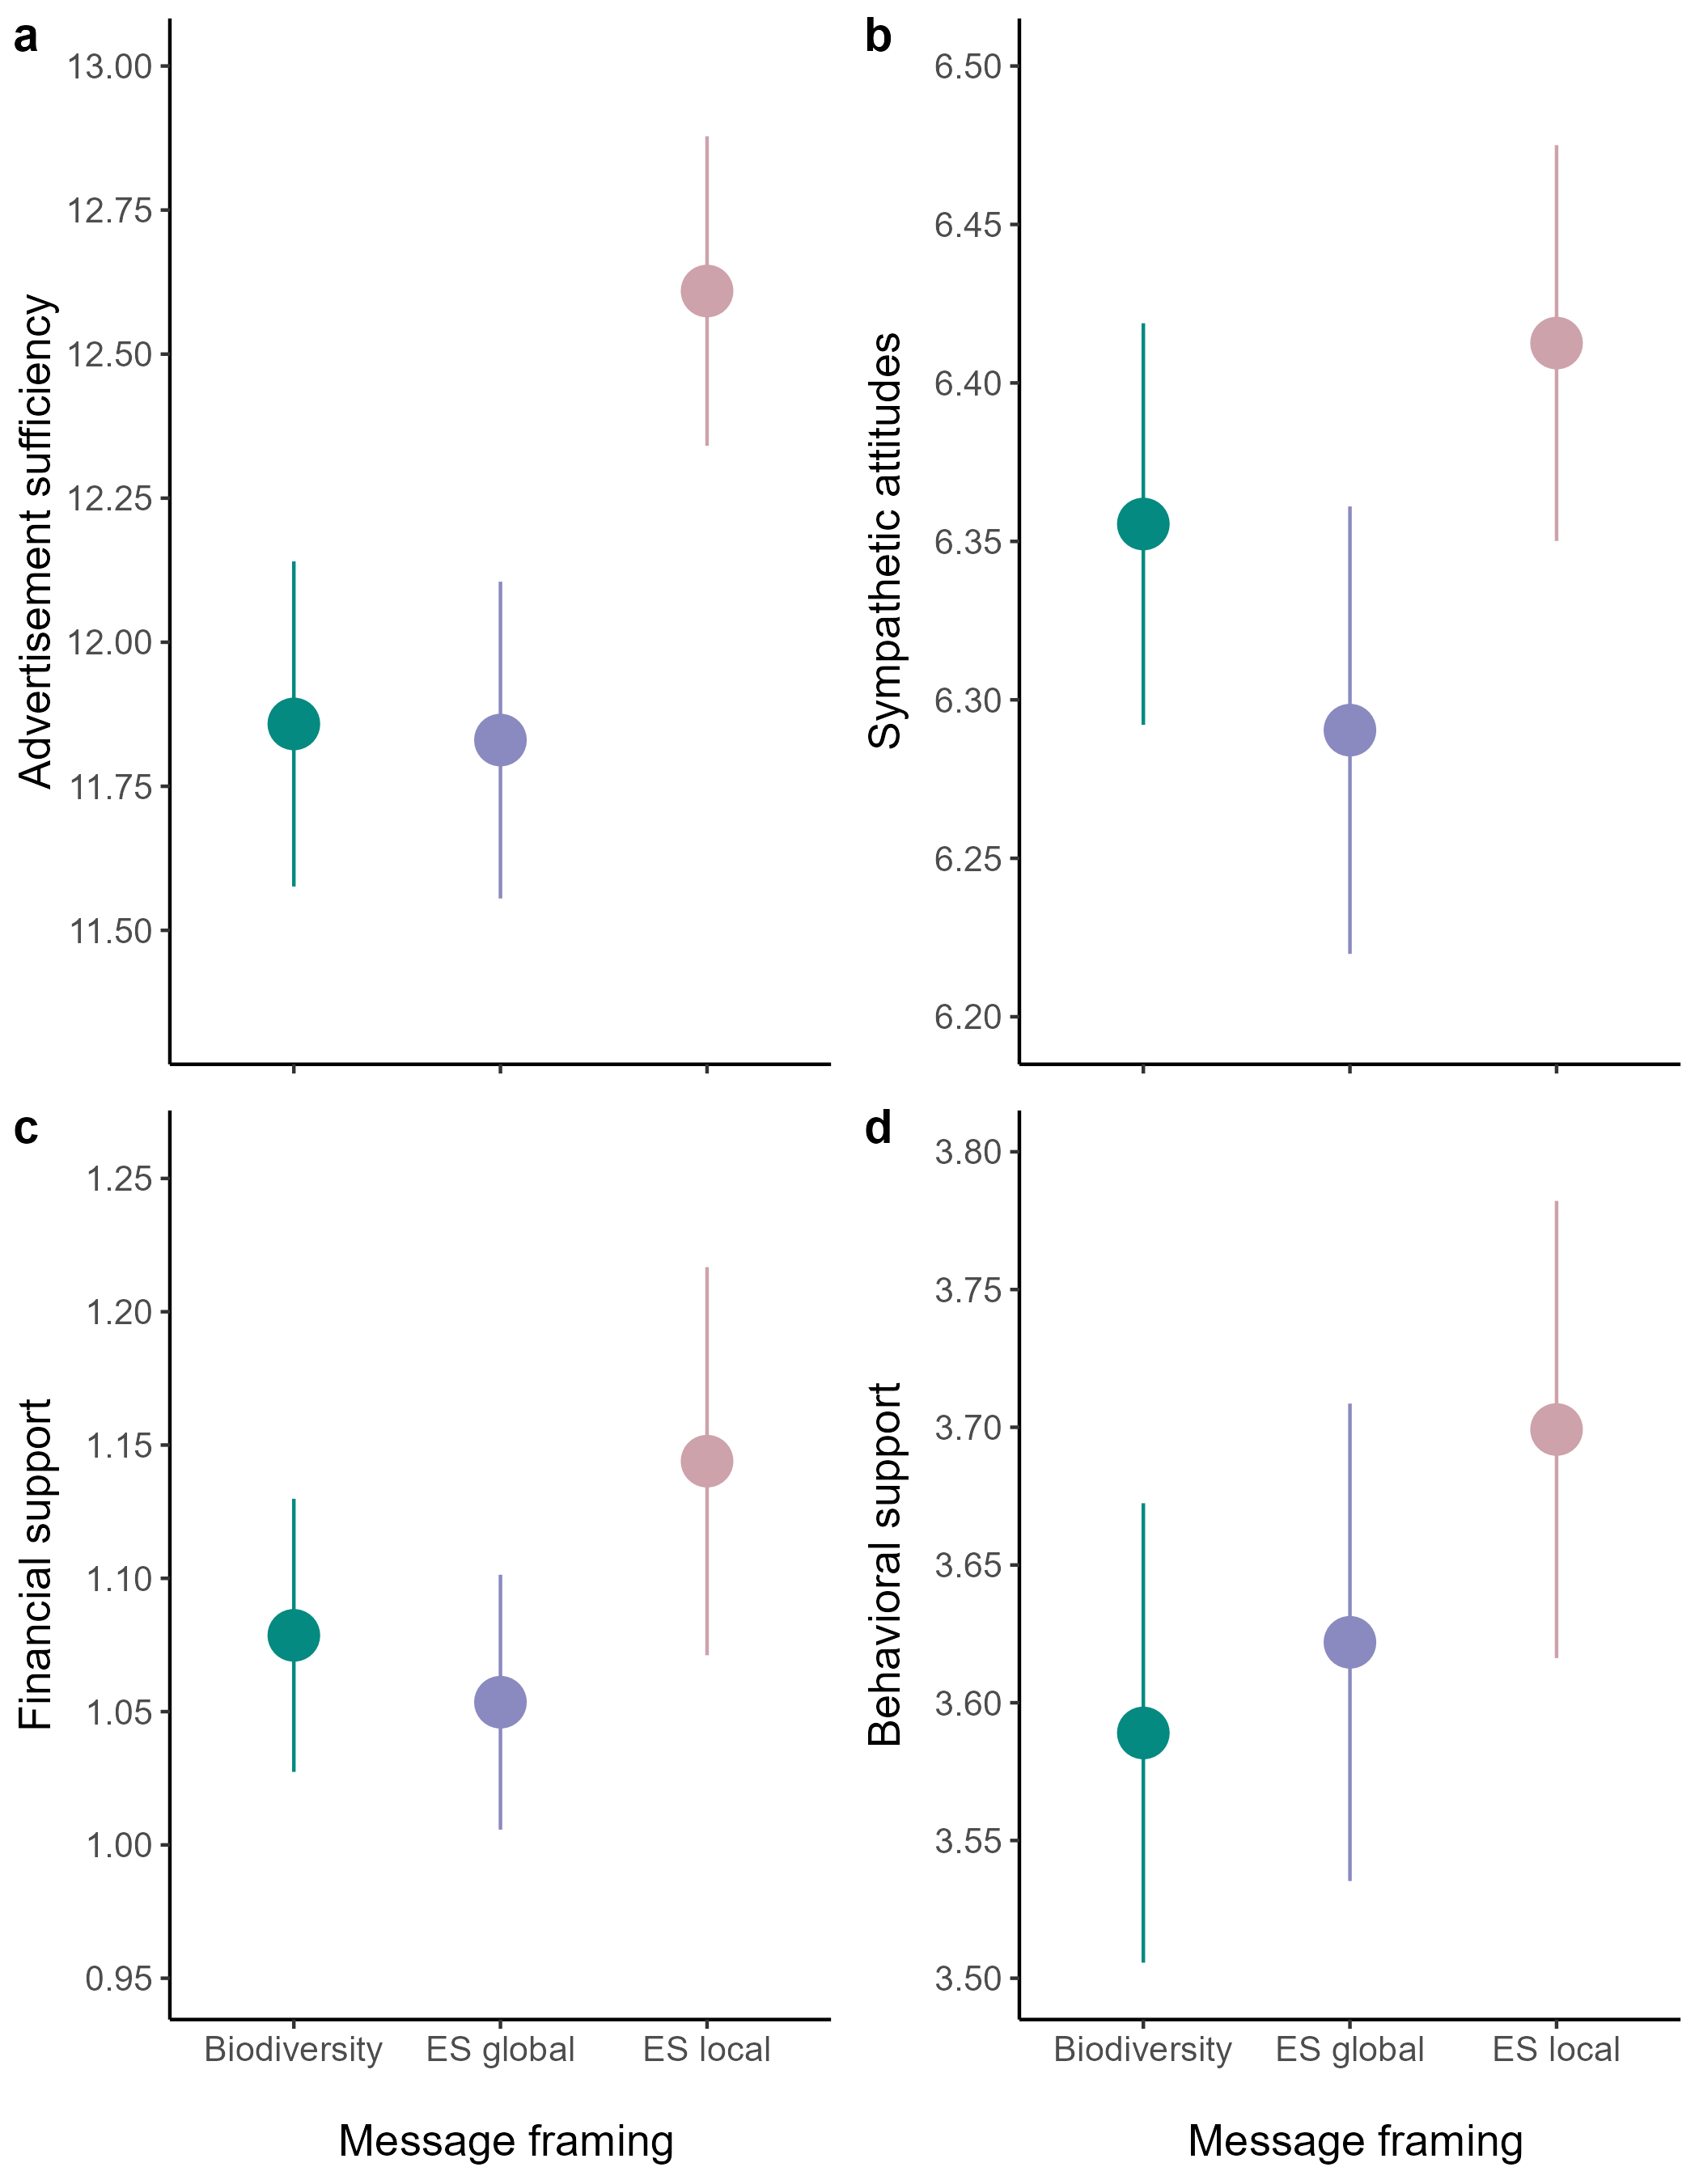 a
13.00
12.75
12.50
12.25
12.00
11.75
11.50
Advertisement sufficiency
b
6.50
6.45
6.40
6.35
6.30
6.25
6.20
Sympathetic attitudes
c
1.25
1.20
1.15
1.10
1.05
1.00
0.95
Financial support
Biodiversity ES global ES local
Message framing
d
3.80
3.75
3.70
3.65
3.60
3.55
3.50
Behavioral support
Biodiversity ES global ES local
Message framing